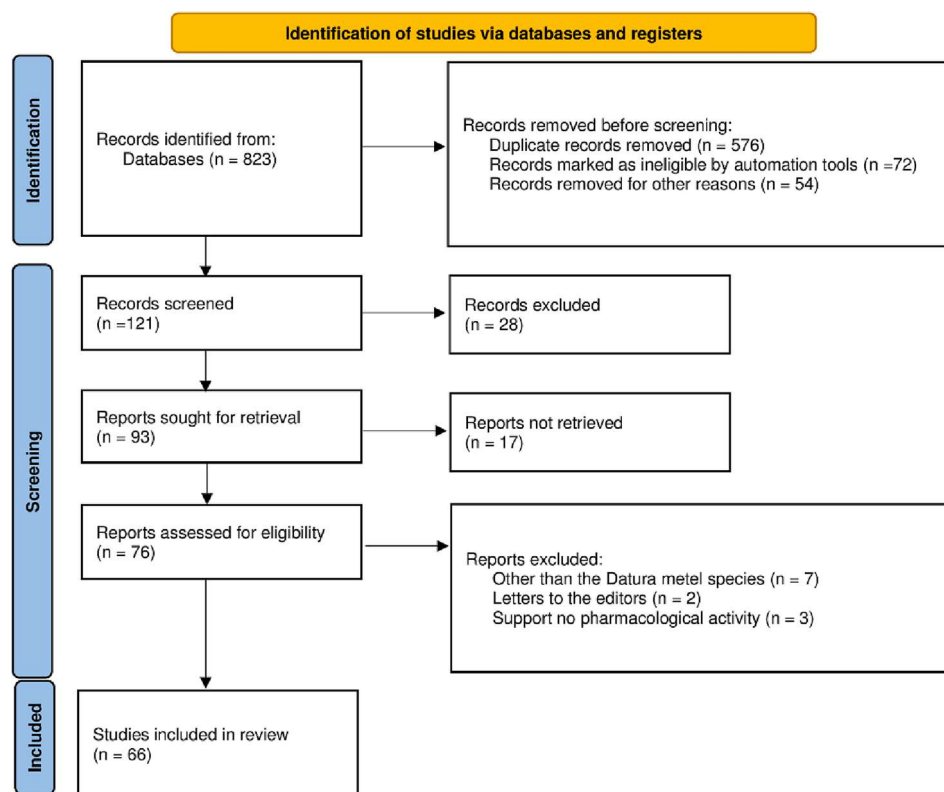 Identification of studies via databases and registers
Identification
Records identified from:
Databases (n = 823)
Records removed before screening:
Duplicate records removed (n = 576)
Records marked as ineligible by automation tools (n =72)
Records removed for other reasons (n = 54)
Screening
Records screened
(n =121)
Records excluded
(n = 28)
Reports sought for retrieval
(n = 93)
Reports not retrieved
(n = 17)
Reports assessed for eligibility
(n = 76)
Reports excluded:
Other than the Datura metel species (n = 7)
Letters to the editors (n = 2)
Support no pharmacological activity (n = 3)
Included
Studies included in review
(n = 66)